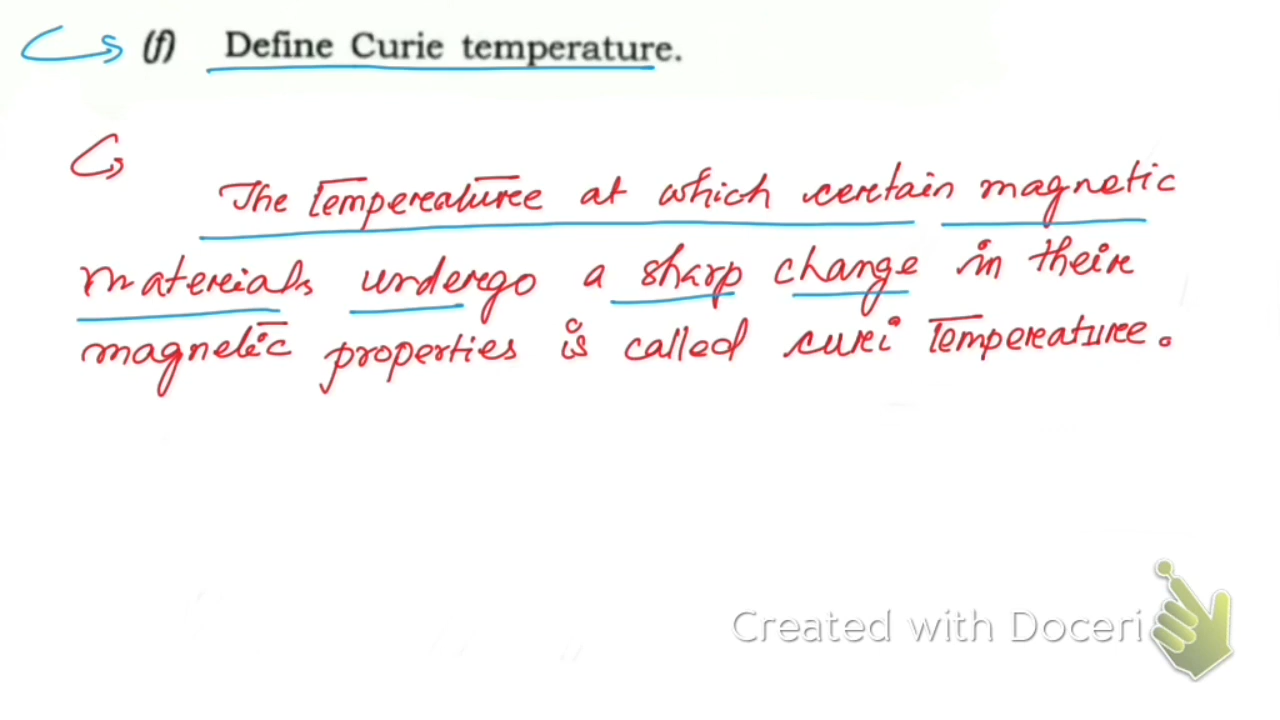 (f) Define Curie temperature.
The Temperature at which certain magnetic
materials undergo a sharp change in their
magnetic properties is called curi Temperature.
Created with Doceri